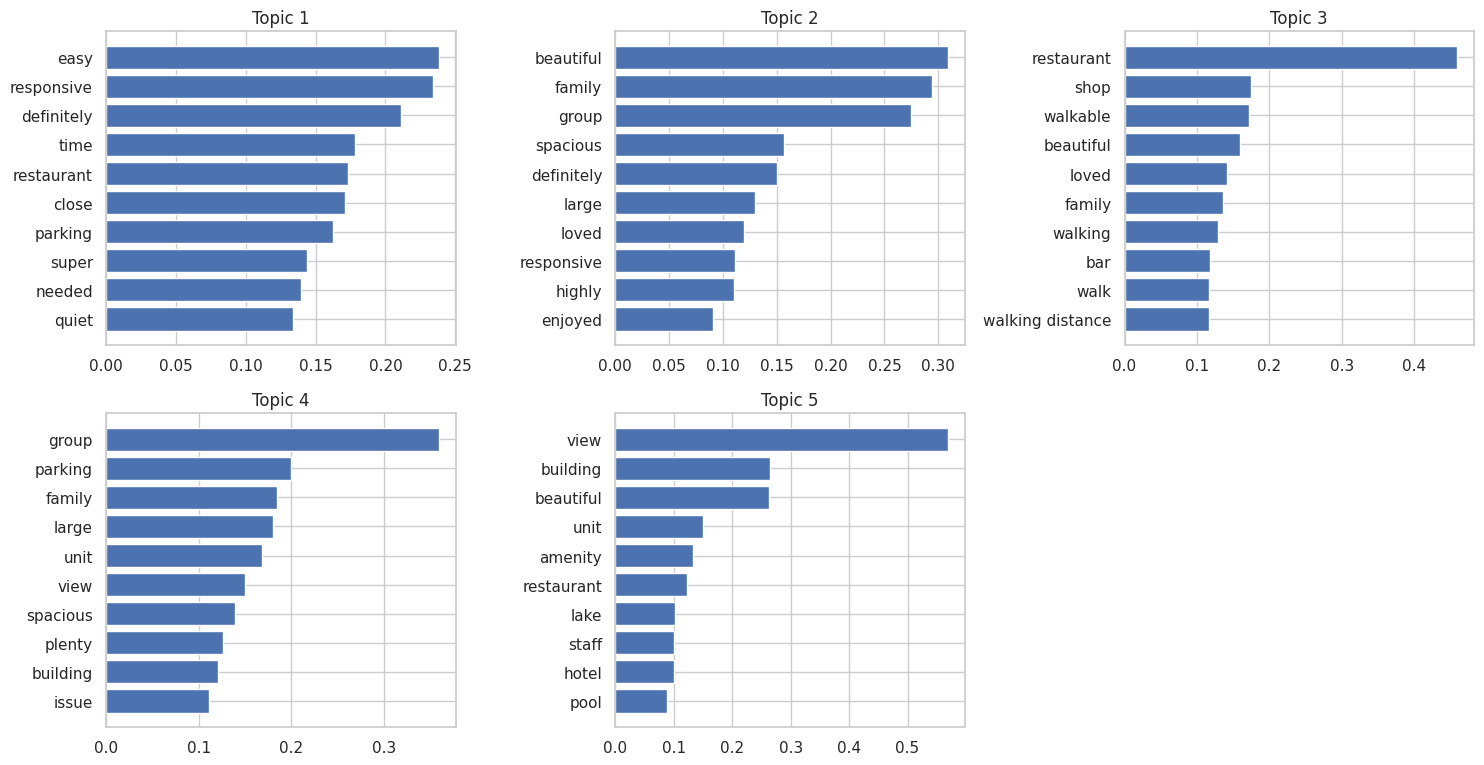 Topic 1
easy
responsive
definitely
time
restaurant
close
parking
super
needed
quiet
0.00 0.05 0.10 0.15 0.20 0.25
Topic 2
beautiful
family
group
spacious
definitely
large
loved
responsive
highly
enjoyed
0.00 0.05 0.10 0.15 0.20 0.25 0.30
Topic 3
restaurant
shop
walkable
beautiful
loved
family
walking
bar
walk
walking distance
0.0 0.1 0.2 0.3 0.4
Topic 4
group
parking
family
large
unit
view
spacious
plenty
building
issue
0.0 0.1 0.2 0.3
Topic 5
view
building
beautiful
unit
amenity
restaurant
lake
staff
hotel
pool
0.0 0.1 0.2 0.3 0.4 0.5